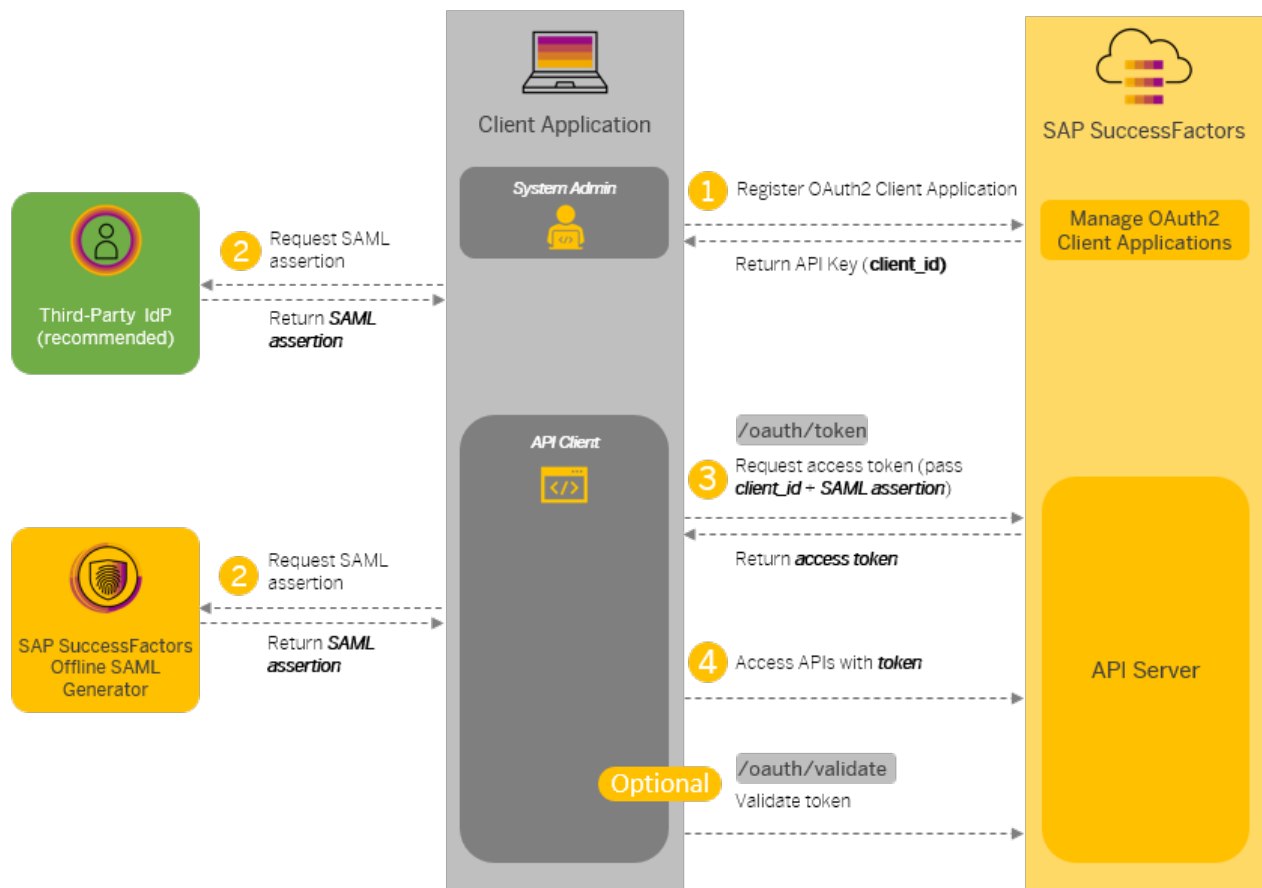 Client Application
SAP SuccessFactors
System Admin
1
Register OAuth2 Client Application
Manage OAuth2
Client Applications
Return API Key (client_id)
Third-Party IdP
(recommended)
2
Request SAML
assertion
Return SAML
assertion
API Client
</>
/oauth/token
3
Request access token (pass
client_id + SAML assertion)
Return access token
SAP SuccessFactors
Offline SAML
Generator
2
Request SAML
assertion
Return SAML
assertion
4
Access APIs with token
API Server
Optional
/oauth/validate
Validate token